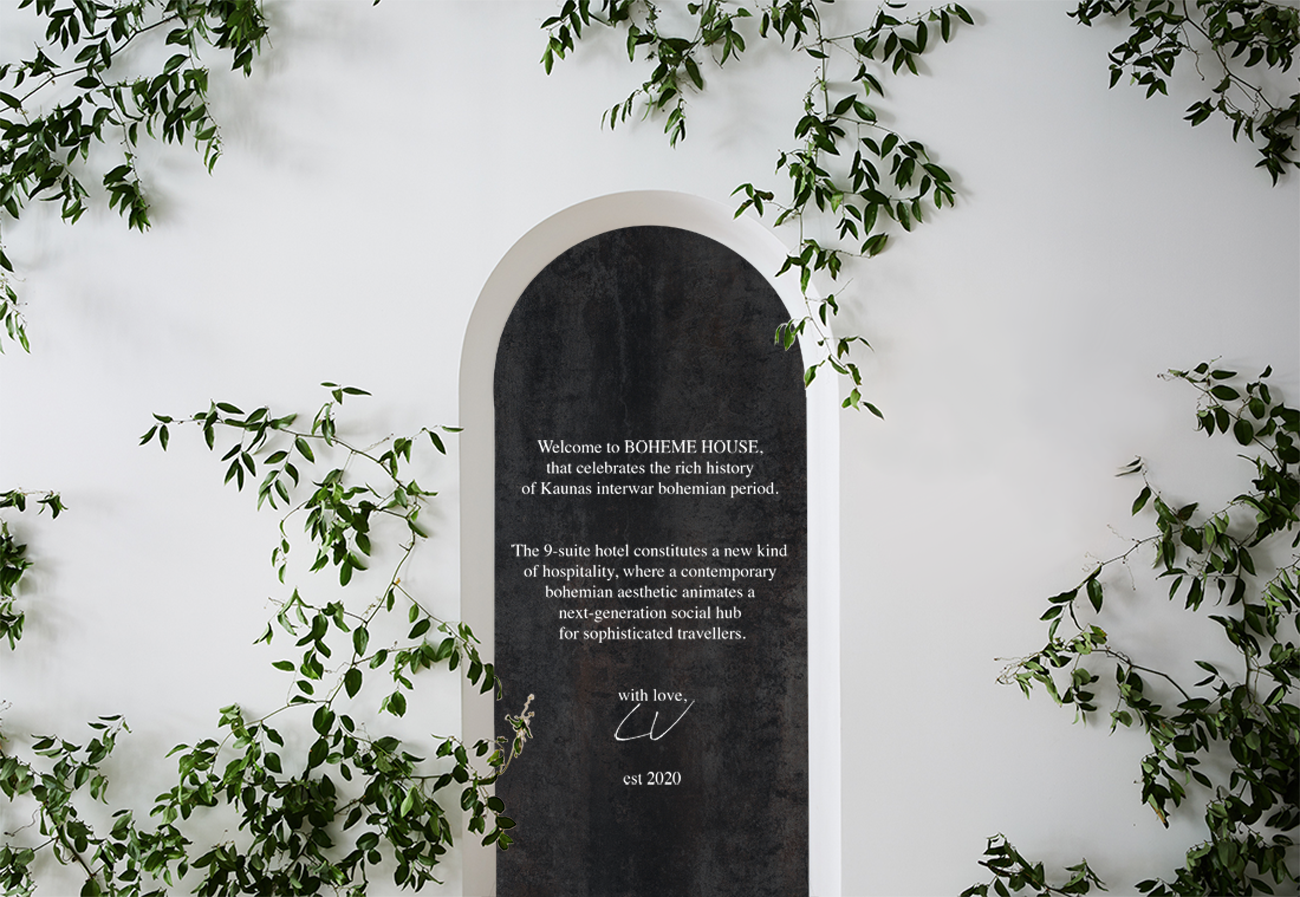 Welcome to BOHEME HOUSE,
that celebrates the rich history
of Kaunas interwar bohemian period.
The 9-suite hotel constitutes a new kind
of hospitality, where a contemporary
bohemian aesthetic animates a
next-generation social hub
for sophisticated travellers.
with love,
LV
est 2020